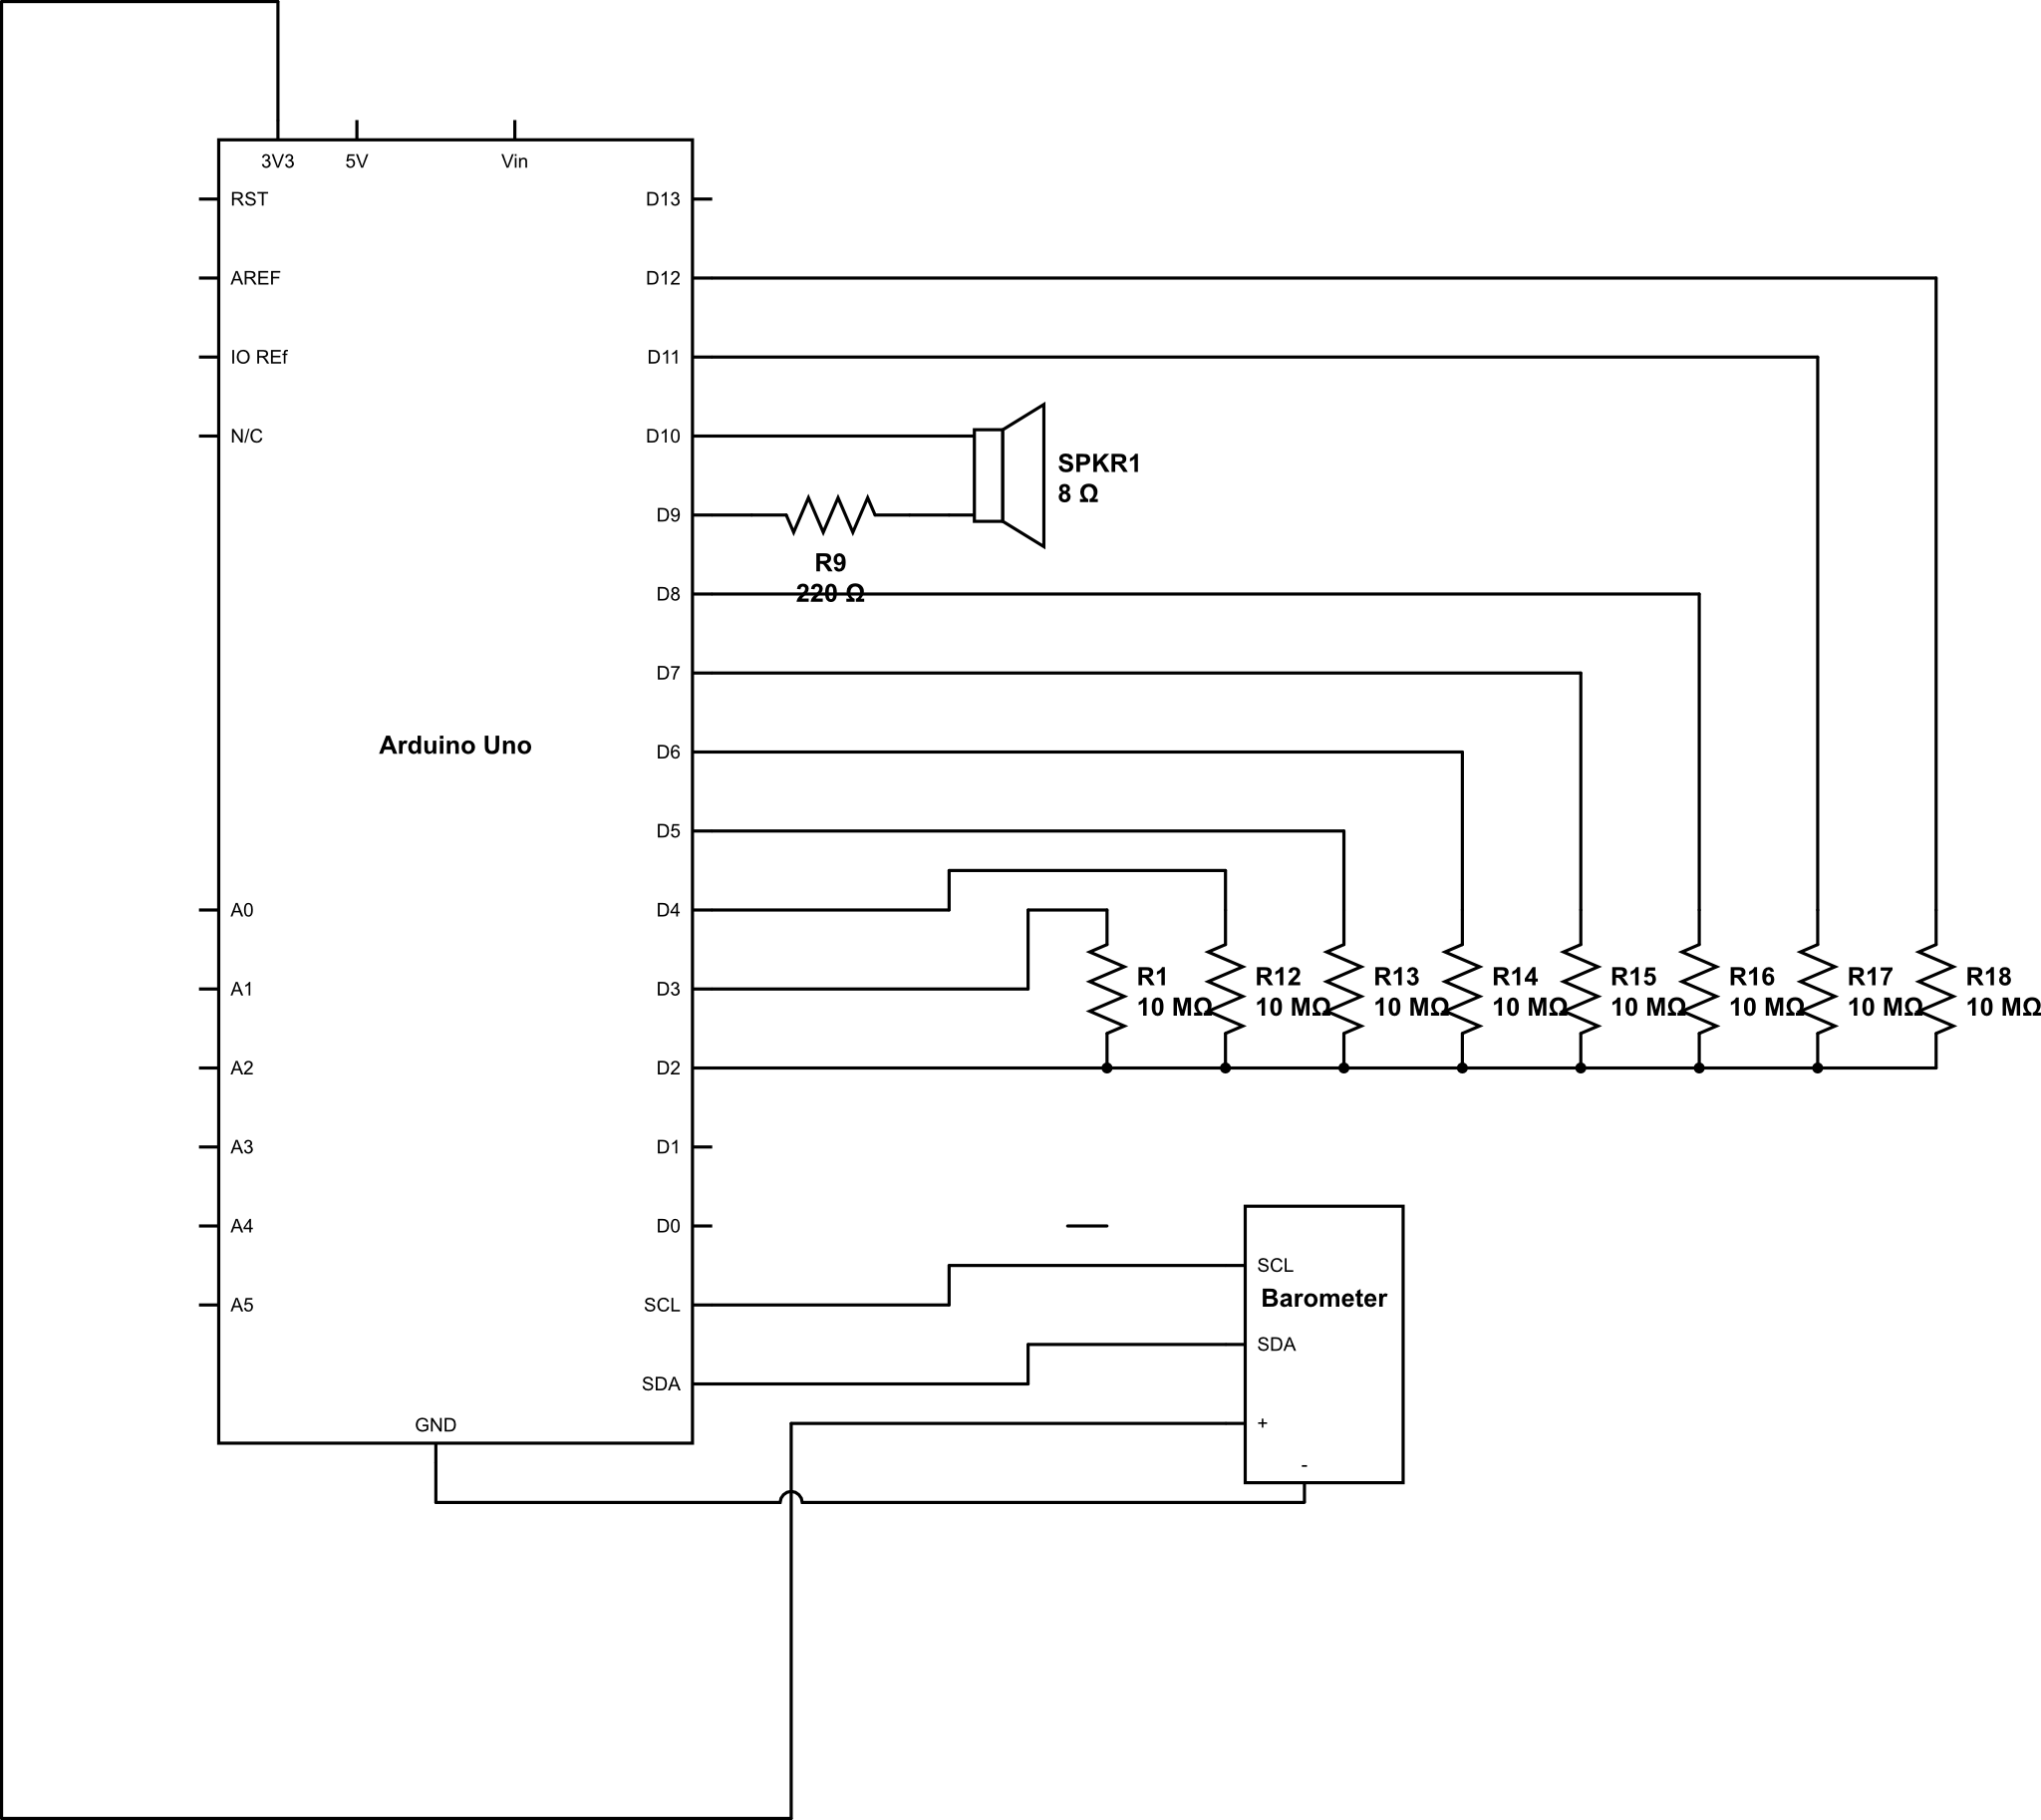 3V3 5V Vin
RST D13
AREF D12
IO REf D11
N/C D10
SPKR1
8 Ω
D9
R9
220 Ω
D8
D7
Arduino Uno
D6
D5
A0 D4
A1 D3
R1 R12 R13 R14 R15 R16 R17 R18
10 MΩ 10 MΩ 10 MΩ 10 MΩ 10 MΩ 10 MΩ 10 MΩ 10 MΩ
A2 D2
A3 D1
A4 D0
A5 SCL
SDA
GND
SCL
Barometer
SDA
+
-